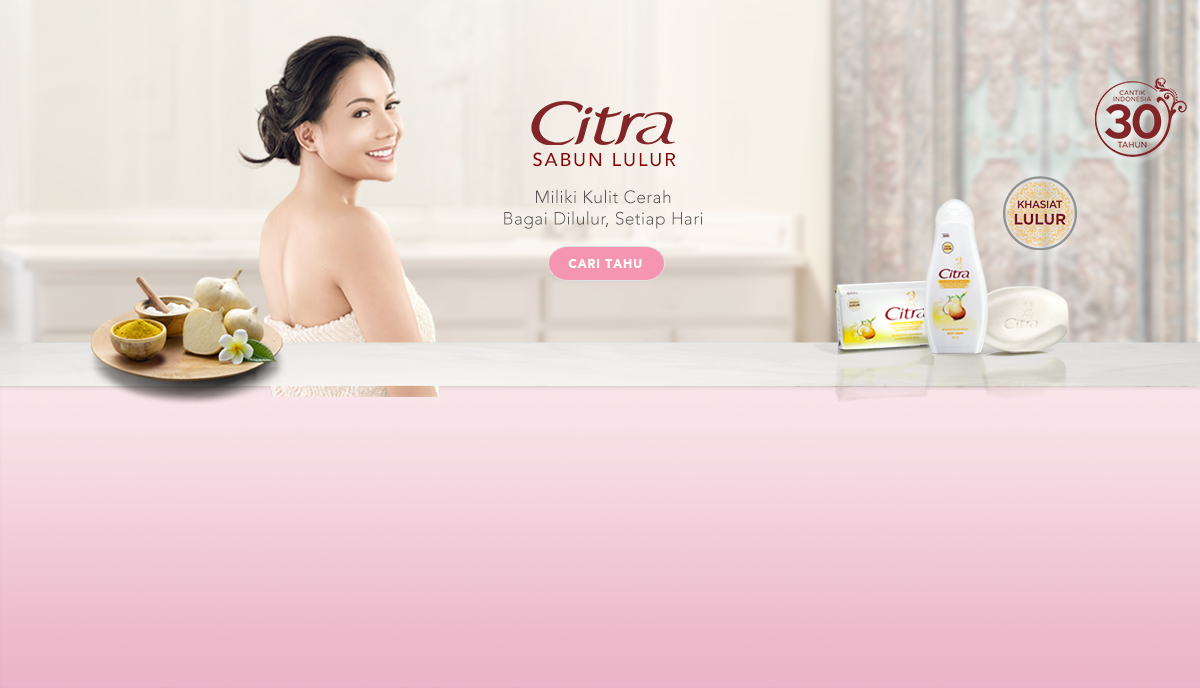 Citra
SABUN LULUR
Miliki Kulit Cerah
Bagai Dilulur, Setiap Hari
CARI TAHU
CANTIK
INDONESIA
30
TAHUN
KHASIAT
LULUR
Citra
Citra
Citra